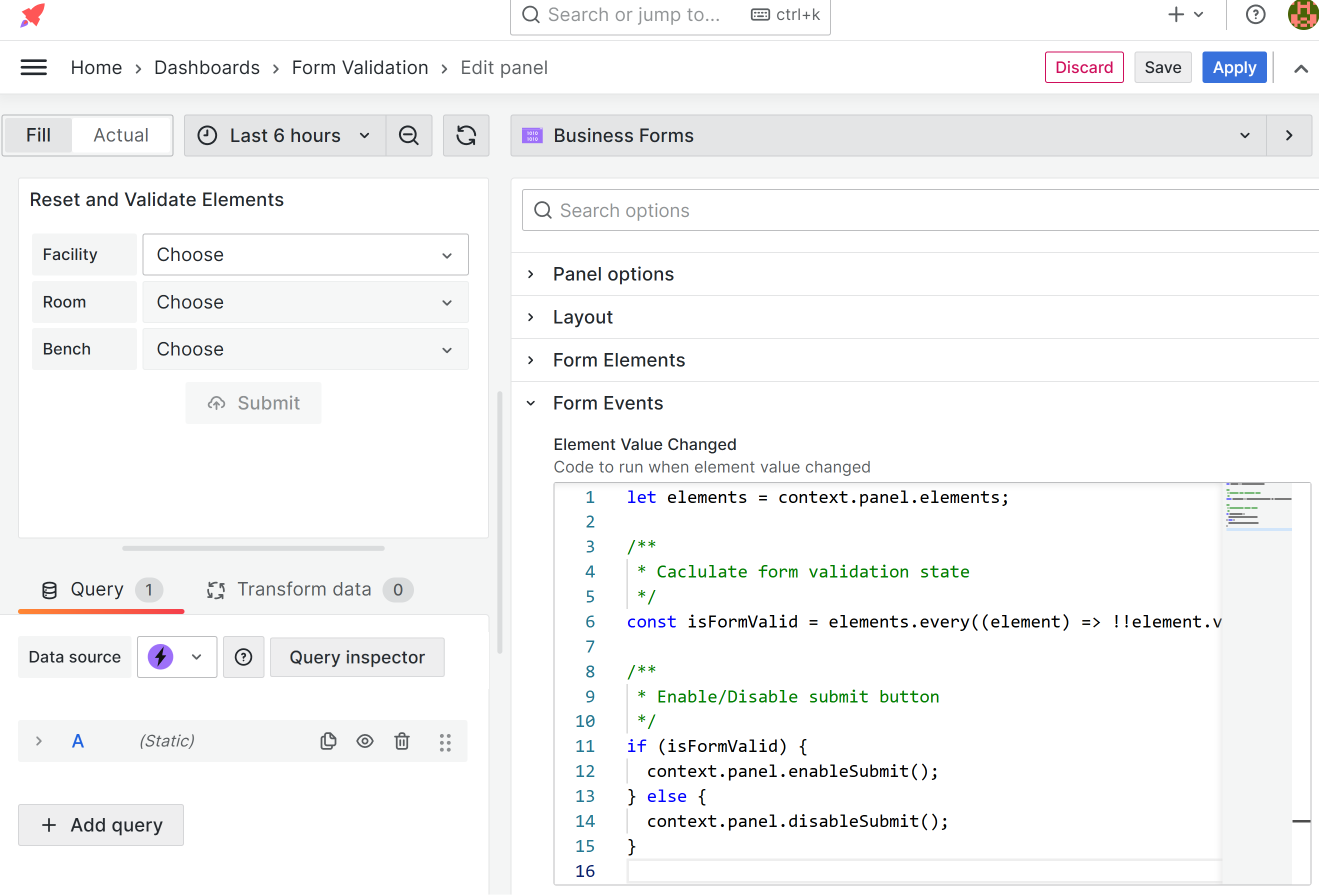 Search or jump to... ctrl+k
Home › Dashboards › Form Validation › Edit panel
Discard Save Apply
Fill Actual Last 6 hours
Business Forms
Reset and Validate Elements
Facility Choose
Room Choose
Bench Choose
Submit
Query 1 Transform data 0
Data source Query inspector
A (Static)
+ Add query
Search options
Panel options
Layout
Form Elements
Form Events
Element Value Changed
Code to run when element value changed
1 let elements = context.panel.elements;
2
3 /**
4 * Caclulate form validation state
5 */
6 const isFormValid = elements.every((element) => !!element.v
7
8 /**
9 * Enable/Disable submit button
10 */
11 if (isFormValid) {
12 context.panel.enableSubmit();
13 } else {
14 context.panel.disableSubmit();
15 }
16